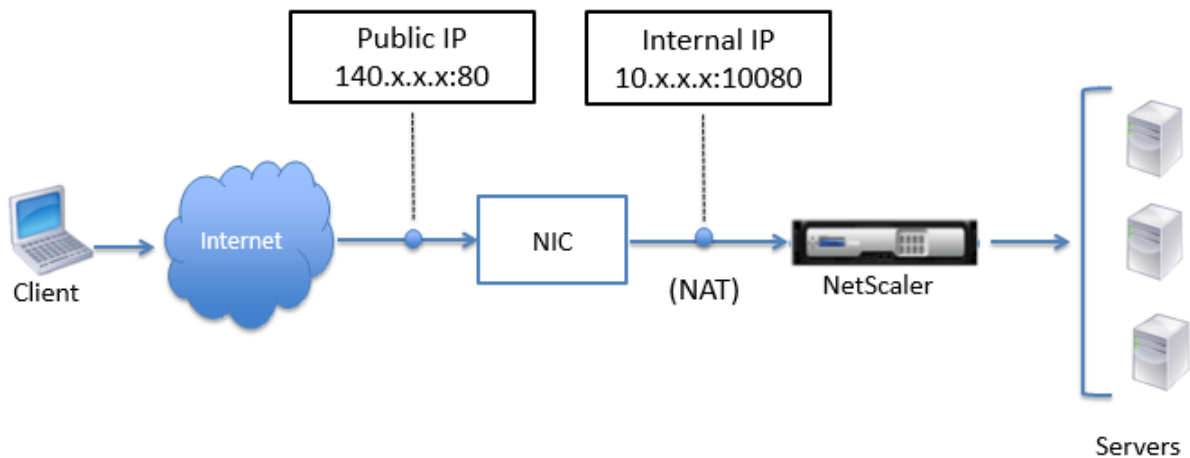 Public IP
140.x.x.x:80
Internal IP
10.x.x.x:10080
Client
Internet
NIC
(NAT)
NetScaler
Servers